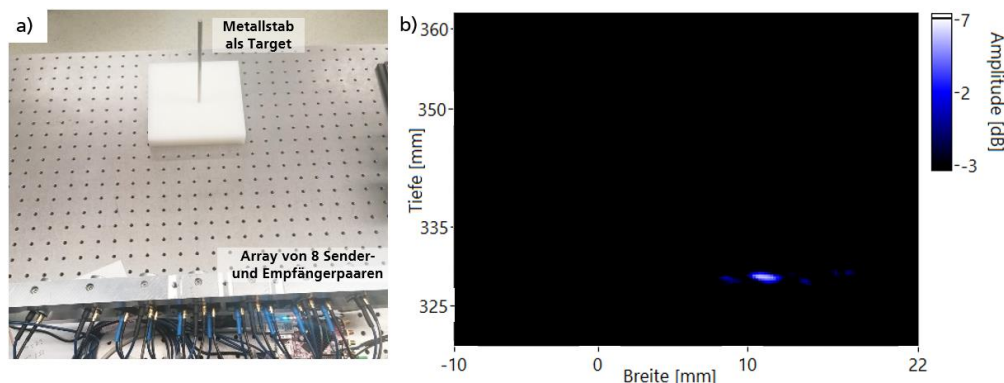 a)
Metallstab
als Target
Array von 8 Sender-
und Empfängerpaaren
b)
362
350
335
325
Tiefe [mm]
-10
0
10
22
Breite [mm]
7
2
-3
Amplitude [dB]